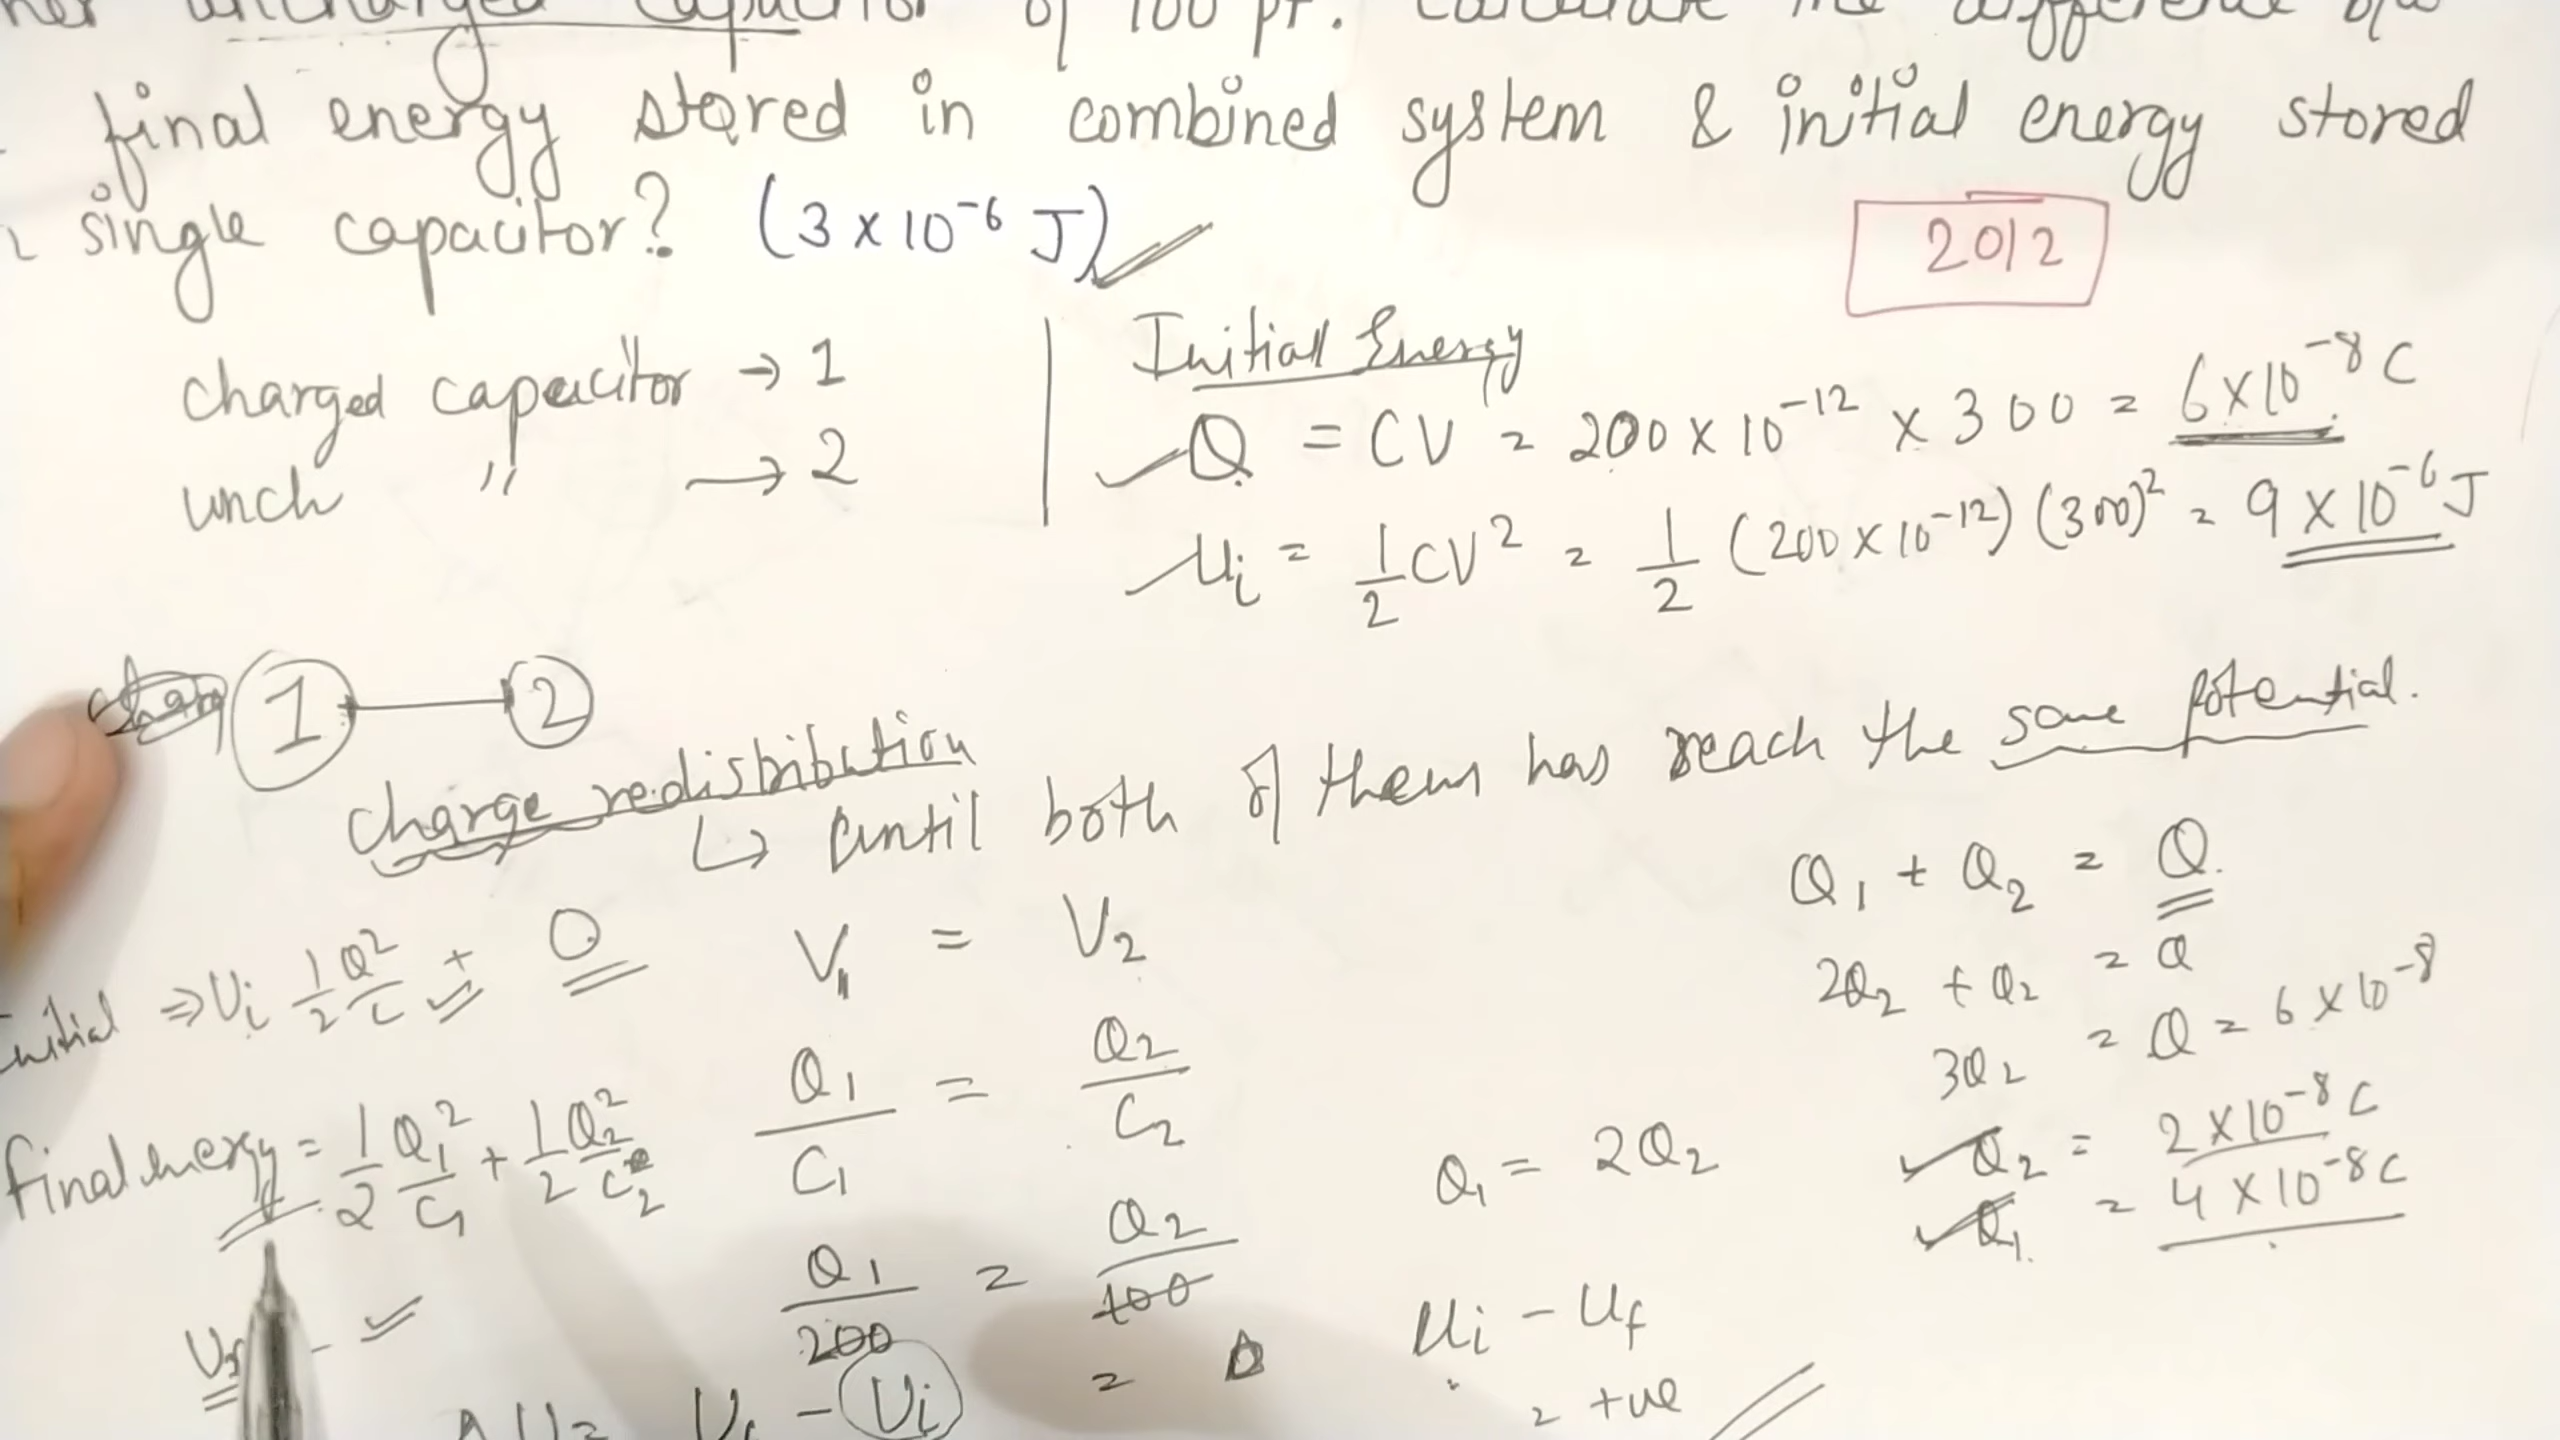 uncharged capacitor of 100 pF. Calculate the difference b/w
final energy stored in combined system & initial energy stored
single capacitor? (3 x 10⁻⁶ J)
2012
charged capacitor → 1
unch " → 2
Initial Energy
Q = CV = 200 x 10⁻¹² x 300 = 6 x 10⁻⁸ C
Ui = 1/2 CV² = 1/2 (200 x 10⁻¹²) (300)² = 9 x 10⁻⁶ J
1 — 2
charge redistribution
↳ until both of them has reach the same potential.
Initial ⇒ Ui 1/2 Q²/C + 0
Final energy = 1/2 Q₁²/C₁ + 1/2 Q₂²/C₂
V₁ = V₂
Q₁/C₁ = Q₂/C₂
Q₁/200 = Q₂/100
Q₁ = 2Q₂
Q₁ + Q₂ = Q
2Q₂ + Q₂ = Q
3Q₂ = Q = 6 x 10⁻⁸
Q₂ = 2 x 10⁻⁸ C
Q₁ = 4 x 10⁻⁸ C
Ui - Uf
= +ve
- Ui =